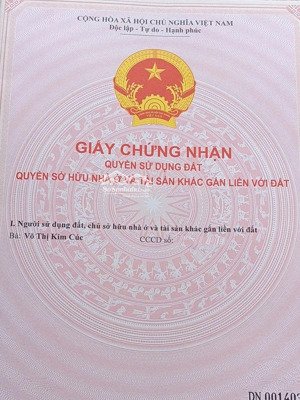 CỘNG HÒA XÃ HỘI CHỦ NGHĨA VIỆT NAM
Độc lập - Tự do - Hạnh phúc
GIẤY CHỨNG NHẬN
QUYỀN SỬ DỤNG ĐẤT
QUYỀN SỞ HỮU NHÀ Ở VÀ TÀI SẢN KHÁC GẮN LIỀN VỚI ĐẤT
I. Người sử dụng đất, chủ sở hữu nhà ở và tài sản khác gắn liền với đất
Bà: Võ Thị Kim Cúc CCCD số:
DN 001402